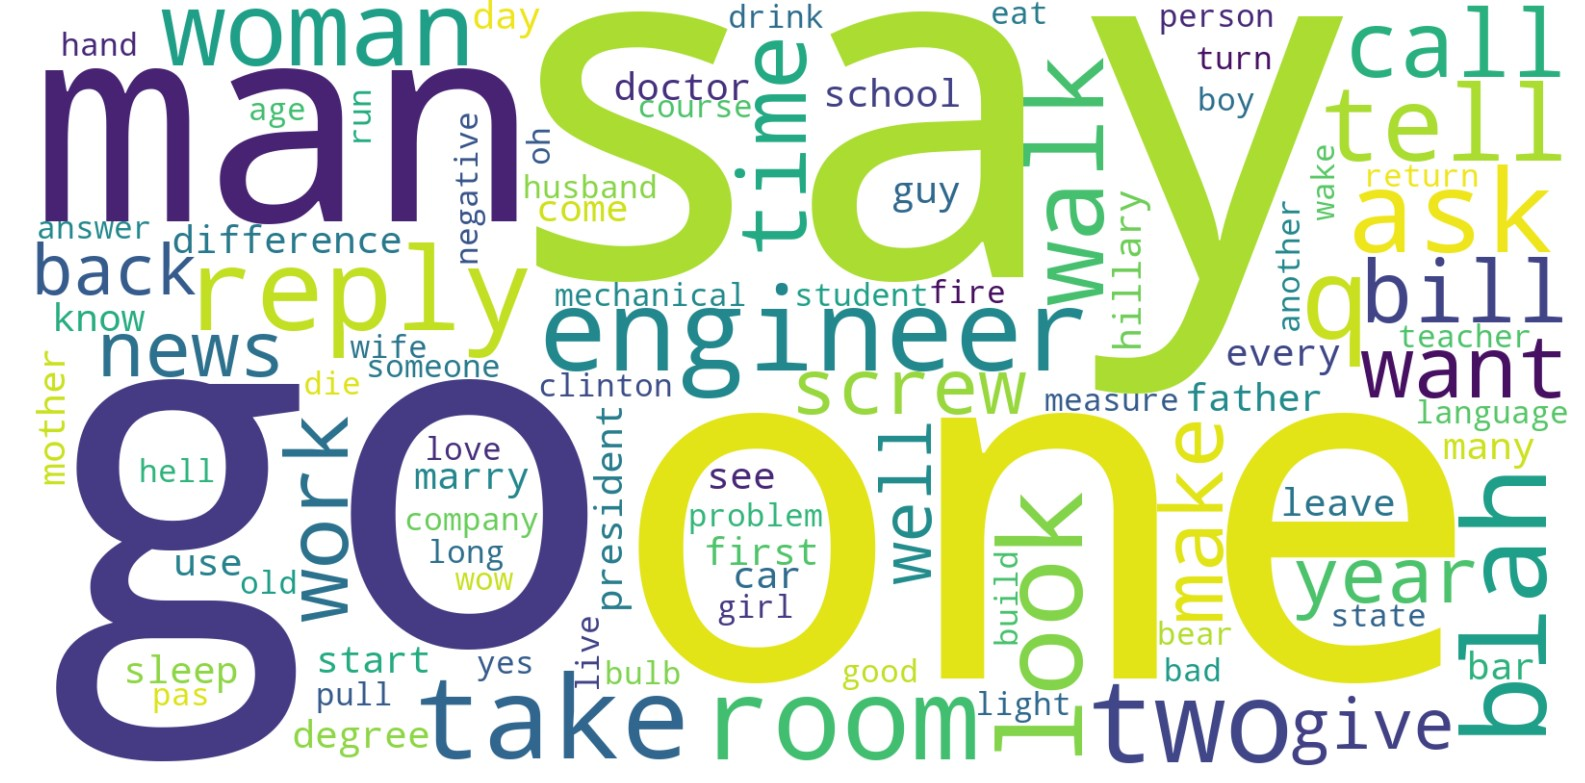 man
say
go
one
woman
day
hand
age
run
negative
oh
doctor
course
husband
come
drink
time
school
guy
eat
walk
hillary
person
turn
boy
call
tell
wake
return
ask
another
q
bill
teacher
want
every
answer
difference
back
reply
know
news
wife
someone
mother
die
mechanical
student
fire
engineer
clinton
screw
measure
father
language
many
hell
work
love
marry
company
long
wow
president
see
problem
first
car
girl
well
look
build
make
leave
year
state
blah
use
old
sleep
pas
start
pull
degree
yes
live
bulb
take
good
room
light
bear
bad
two
give
bar